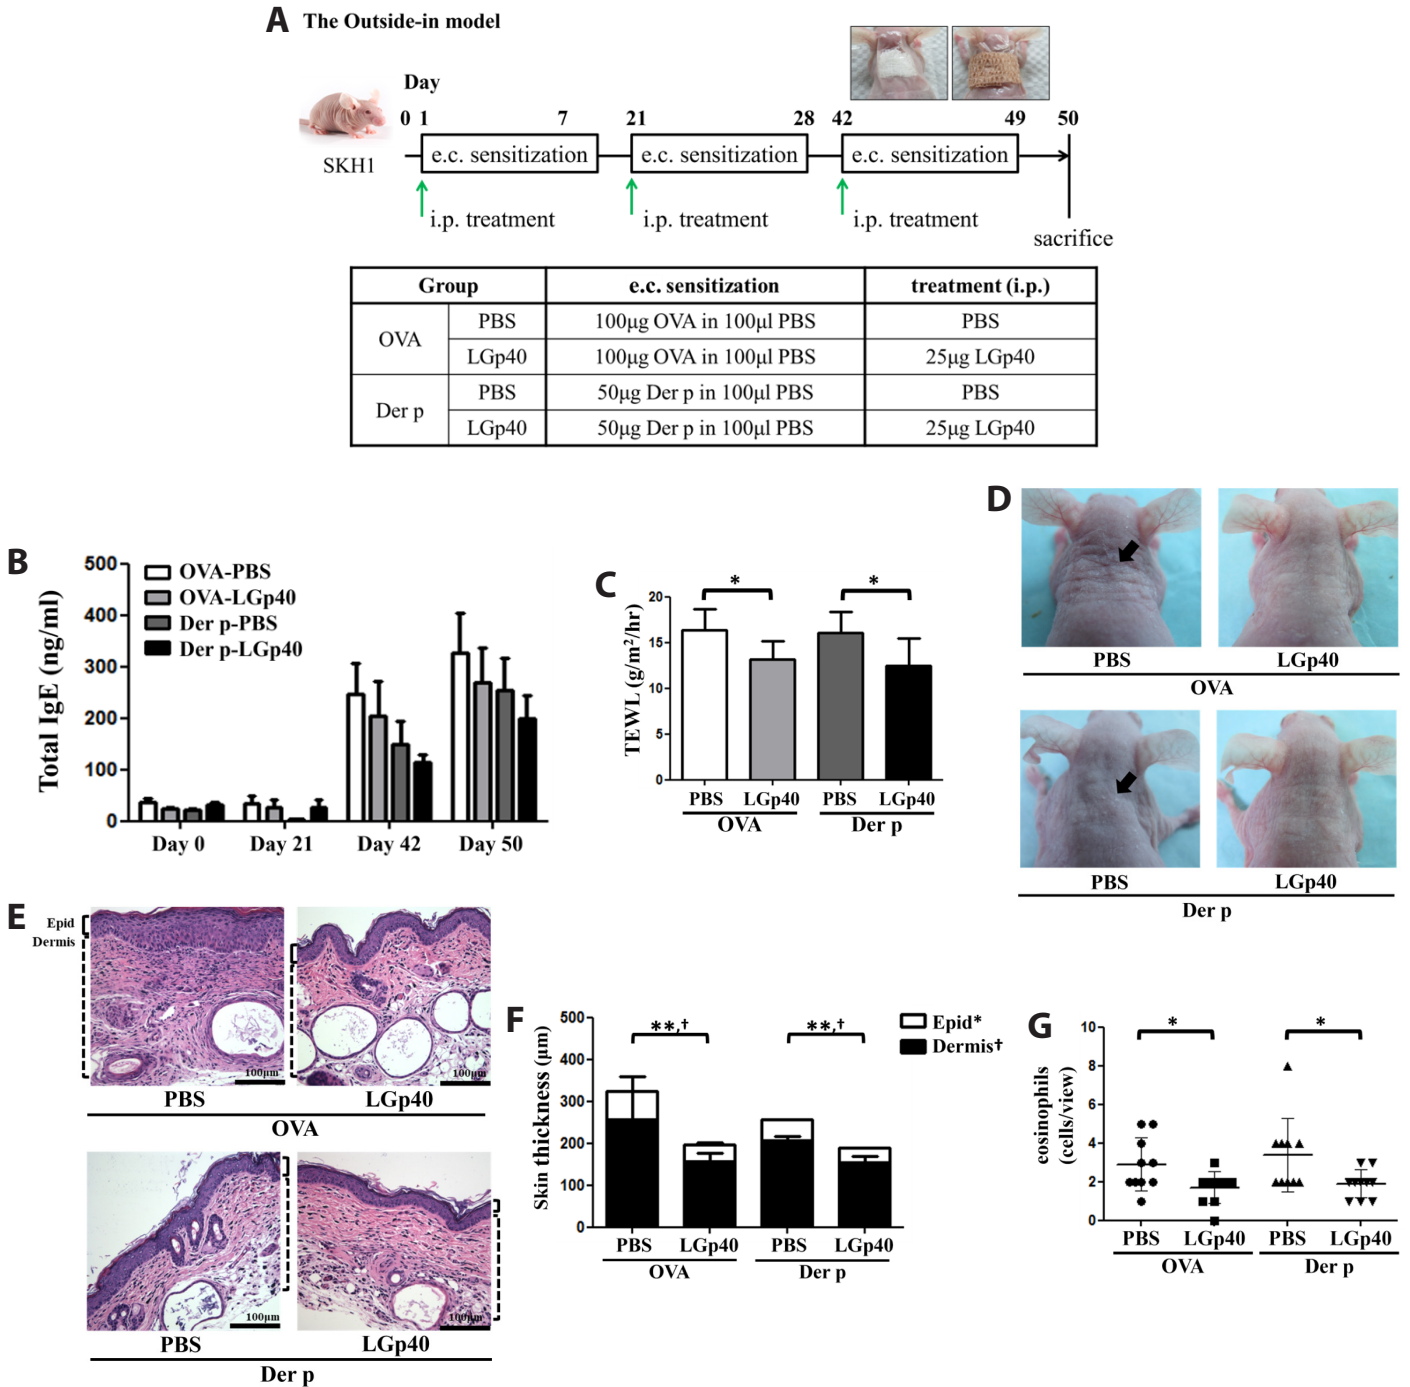 A The Outside-in model
Day
0 1 7 21 28 42 49 50
SKH1
e.c. sensitization e.c. sensitization e.c. sensitization
i.p. treatment i.p. treatment i.p. treatment
sacrifice
Group e.c. sensitization treatment (i.p.)
OVA
PBS 100μg OVA in 100μl PBS PBS
LGp40 100μg OVA in 100μl PBS 25μg LGp40
Der p
PBS 50μg Der p in 100μl PBS PBS
LGp40 50μg Der p in 100μl PBS 25μg LGp40
B
Total IgE (ng/ml)
500
400
300
200
100
0
OVA-PBS
OVA-LGp40
Der p-PBS
Der p-LGp40
Day 0 Day 21 Day 42 Day 50
C
TEWL (g/m²/hr)
20
15
10
5
0
* *
PBS LGp40 PBS LGp40
OVA Der p
D
PBS LGp40
OVA
PBS LGp40
Der p
E
Epid
Dermis
100μm 100μm
PBS LGp40
OVA
100μm 100μm
PBS LGp40
Der p
F
Skin thickness (μm)
500
400
300
200
100
0
**,† **,†
Epid*
Dermis†
PBS LGp40 PBS LGp40
OVA Der p
G
eosinophils
(cells/view)
10
8
6
4
2
0
* *
PBS LGp40 PBS LGp40
OVA Der p